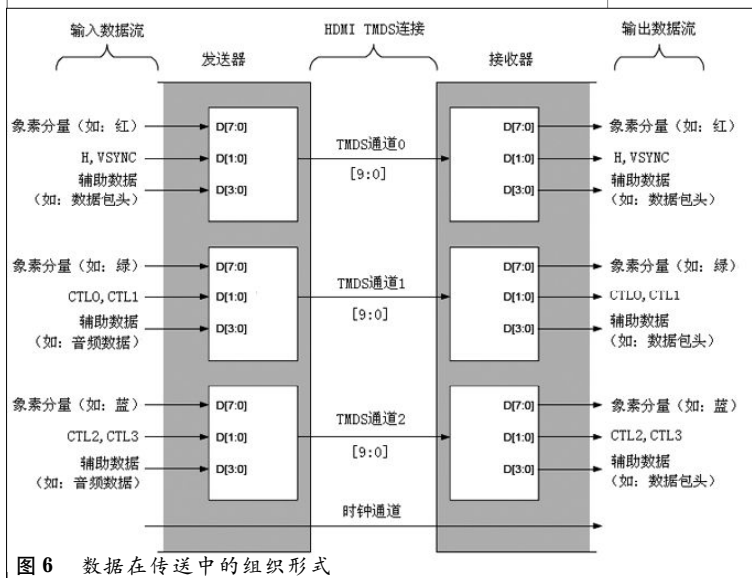 输入数据流
发送器
HDMI TMDS连接
接收器
输出数据流
象素分量（如：红）
D[7:0]
H,VSYNC
D[1:0]
辅助数据
（如：数据包头）
D[3:0]
TMDS通道0
[9:0]
D[7:0]
象素分量（如：红）
D[1:0]
H,VSYNC
D[3:0]
辅助数据
（如：数据包头）
象素分量（如：绿）
D[7:0]
CTL0,CTL1
D[1:0]
辅助数据
（如：音频数据）
D[3:0]
TMDS通道1
[9:0]
D[7:0]
象素分量（如：绿）
D[1:0]
CTL0,CTL1
D[3:0]
辅助数据
（如：数据包头）
象素分量（如：蓝）
D[7:0]
CTL2,CTL3
D[1:0]
辅助数据
（如：音频数据）
D[3:0]
TMDS通道2
[9:0]
D[7:0]
象素分量（如：蓝）
D[1:0]
CTL2,CTL3
D[3:0]
辅助数据
（如：数据包头）
时钟通道
图6 数据在传送中的组织形式